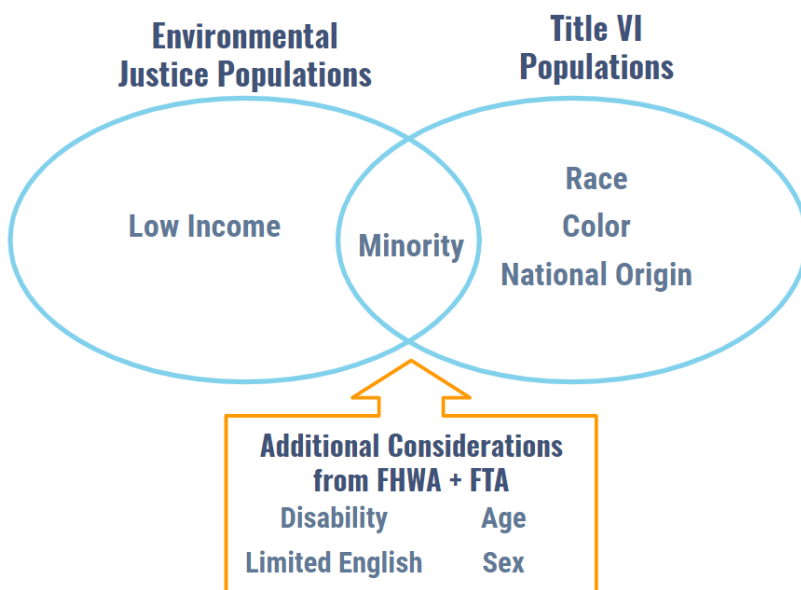 Environmental
Justice Populations
Title VI
Populations
Low Income
Minority
Race
Color
National Origin
Additional Considerations
from FHWA + FTA
Disability
Age
Limited English
Sex